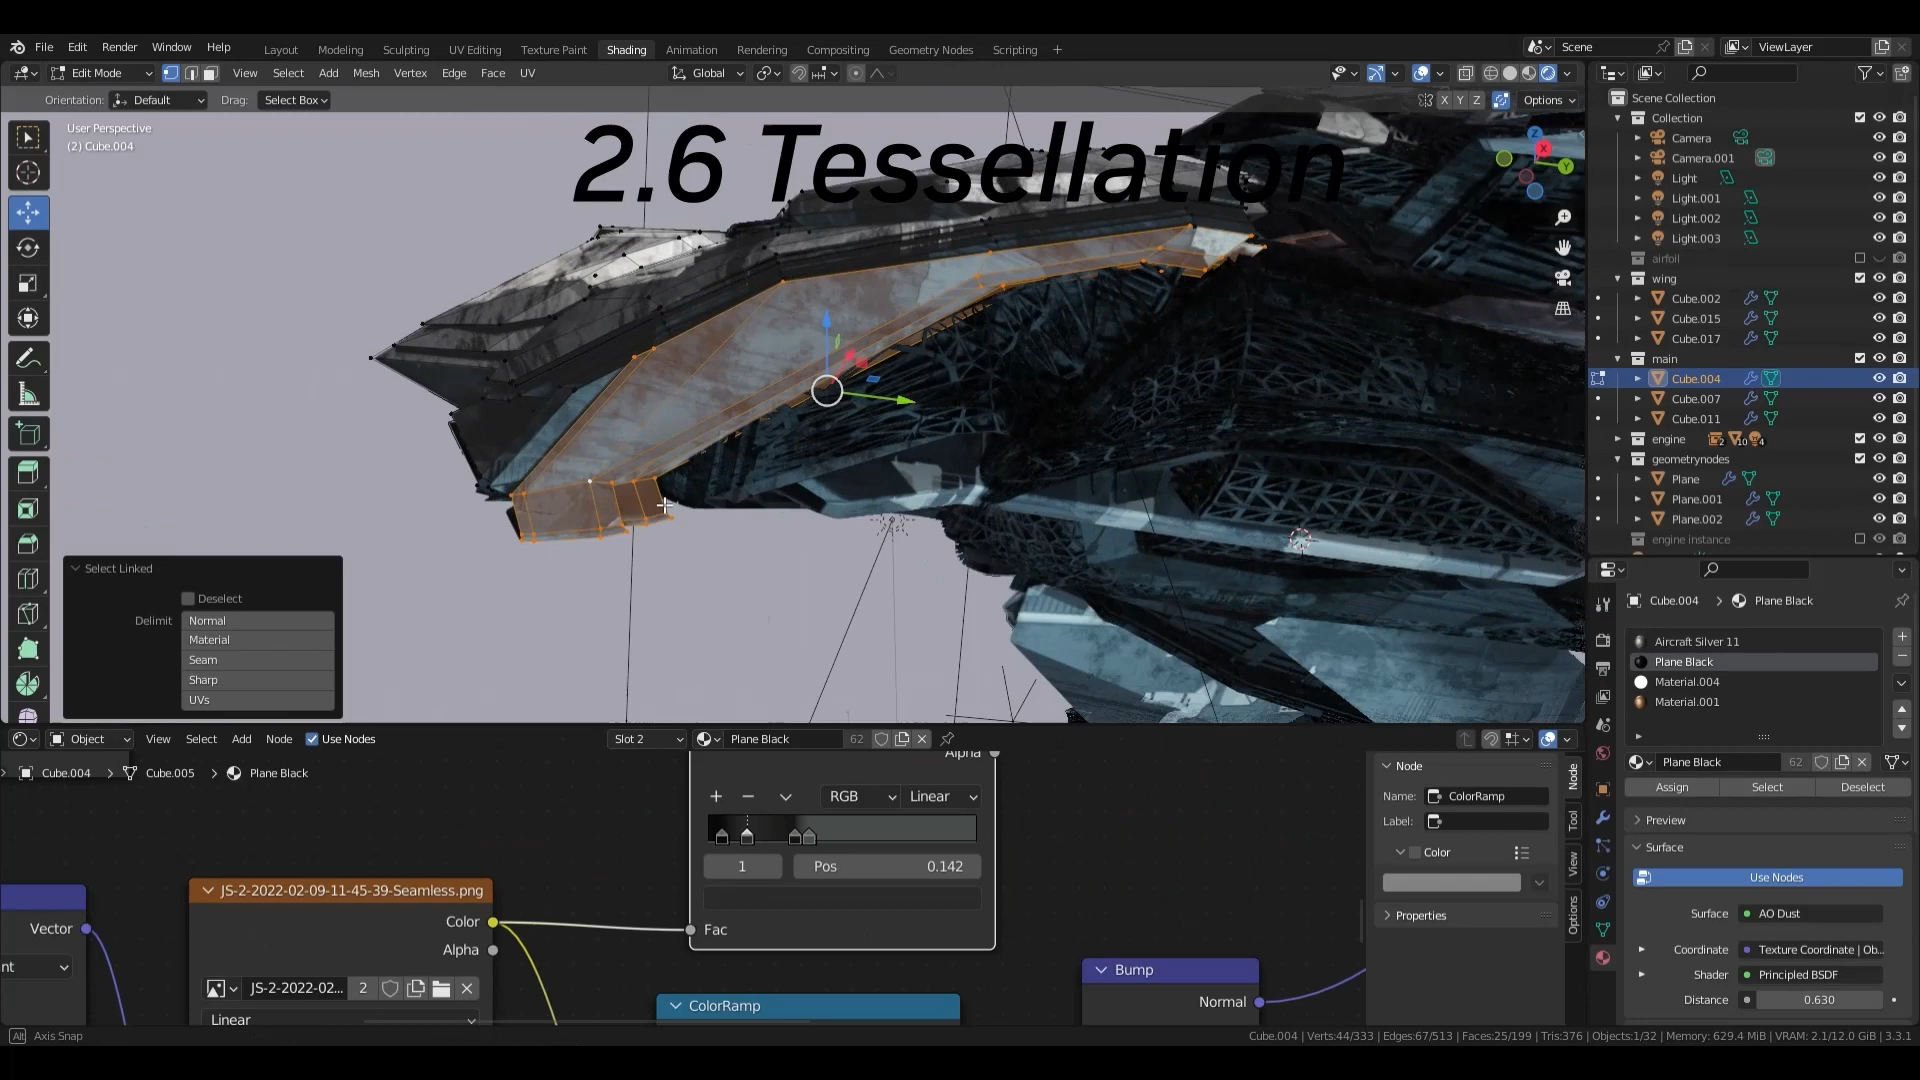 File Edit Render Window Help Layout Modeling Sculpting UV Editing Texture Paint Shading Animation Rendering Compositing Geometry Nodes Scripting + Scene ViewLayer
Edit Mode View Select Add Mesh Vertex Edge Face UV Global
Orientation: Default Drag: Select Box X Y Z Options
User Perspective
(2) Cube.004
2.6 Tessellation
Z
X
Y
Select Linked
Deselect
Delimit Normal
Material
Seam
Sharp
UVs
Scene Collection
Collection
Camera
Camera.001
Light
Light.001
Light.002
Light.003
airfoil
wing
Cube.002
Cube.015
Cube.017
main
Cube.004
Cube.007
Cube.011
engine 2 10 4
geometrynodes
Plane
Plane.001
Plane.002
engine instance
Cube.004 > Plane Black
Aircraft Silver 11
Plane Black
Material.004
Material.001
Plane Black 62
Assign Select Deselect
Preview
Surface
Use Nodes
Surface AO Dust
Coordinate Texture Coordinate | Ob...
Shader Principled BSDF
Distance 0.630
Object View Select Add Node Use Nodes Slot 2 Plane Black 62
Cube.004 > Cube.005 > Plane Black
Alpha
RGB Linear
1 Pos 0.142
Fac
Vector
nt
JS-2-2022-02-09-11-45-39-Seamless.png
Color
Alpha
JS-2-2022-02... 2
Linear
ColorRamp
Bump
Normal
Node
Name: ColorRamp
Label:
Color
Properties
Node
Tool
View
Options
Alt Axis Snap
Cube.004 | Verts:44/333 | Edges:67/513 | Faces:25/199 | Tris:376 | Objects:1/32 | Memory: 629.4 MiB | VRAM: 2.1/12.0 GiB | 3.3.1